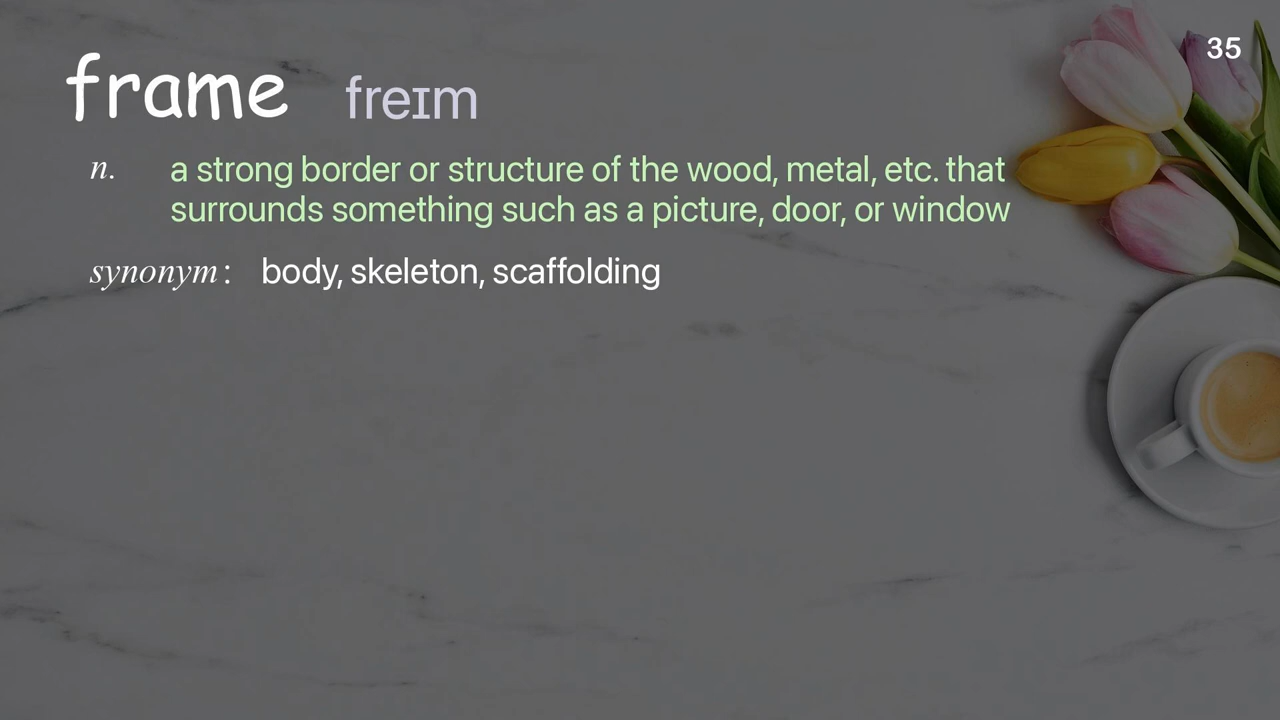 35
frame freɪm
n. a strong border or structure of the wood, metal, etc. that
surrounds something such as a picture, door, or window
synonym: body, skeleton, scaffolding